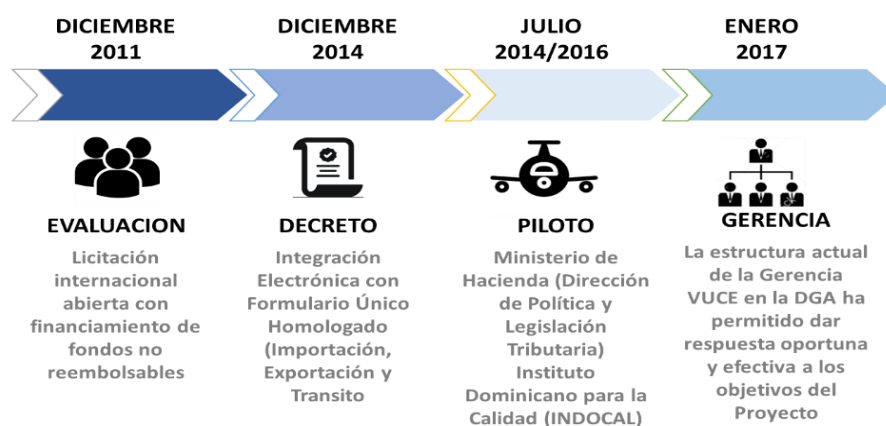 DICIEMBRE
2011
DICIEMBRE
2014
JULIO
2014/2016
ENERO
2017
EVALUACION
Licitación
internacional
abierta con
financiamiento de
fondos no
reembolsables
DECRETO
Integración
Electrónica con
Formulario Único
Homologado
(Importación,
Exportación y
Transito
PILOTO
Ministerio de
Hacienda (Dirección
de Política y
Legislación
Tributaria)
Instituto
Dominicano para la
Calidad (INDOCAL)
GERENCIA
La estructura actual
de la Gerencia
VUCE en la DGA ha
permitido dar
respuesta oportuna
y efectiva a los
objetivos del
Proyecto